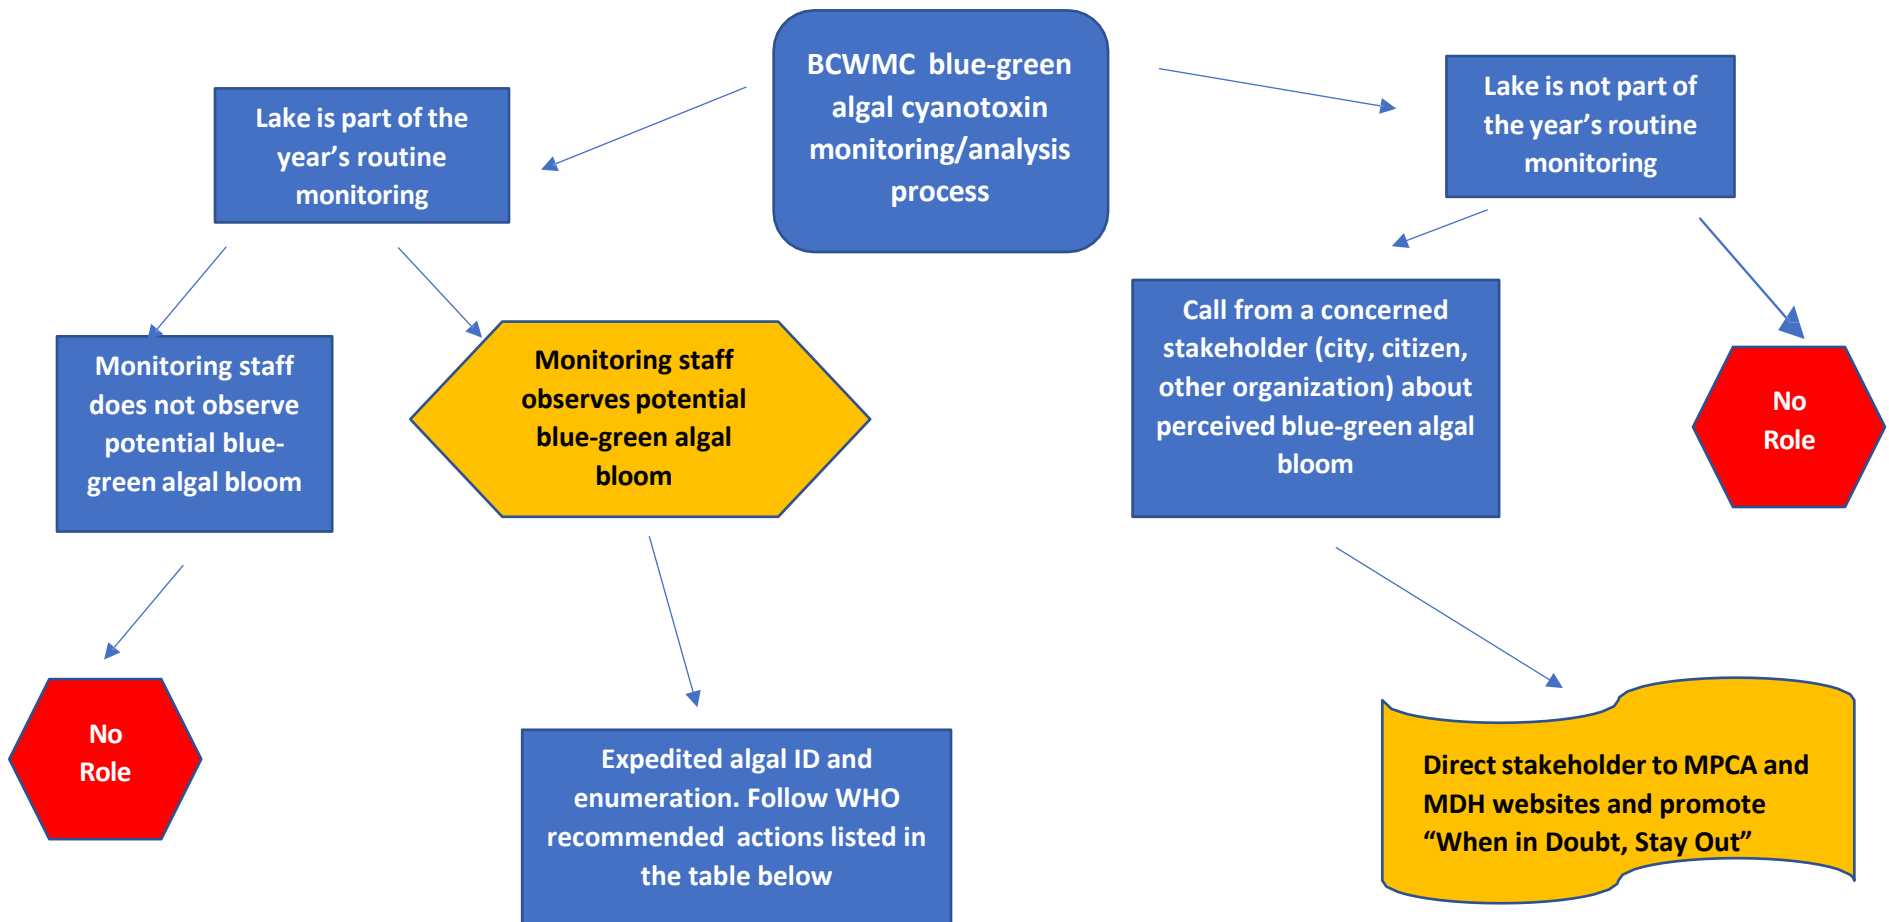 BCWMC blue-green
algal cyanotoxin
monitoring/analysis
process
Lake is part of the
year’s routine
monitoring
Lake is not part of
the year’s routine
monitoring
Monitoring staff
does not observe
potential blue-
green algal bloom
Monitoring staff
observes potential
blue-green algal
bloom
Call from a concerned
stakeholder (city, citizen,
other organization) about
perceived blue-green algal
bloom
No
Role
No
Role
Expedited algal ID and
enumeration. Follow WHO
recommended actions listed in
the table below
Direct stakeholder to MPCA and
MDH websites and promote
“When in Doubt, Stay Out”